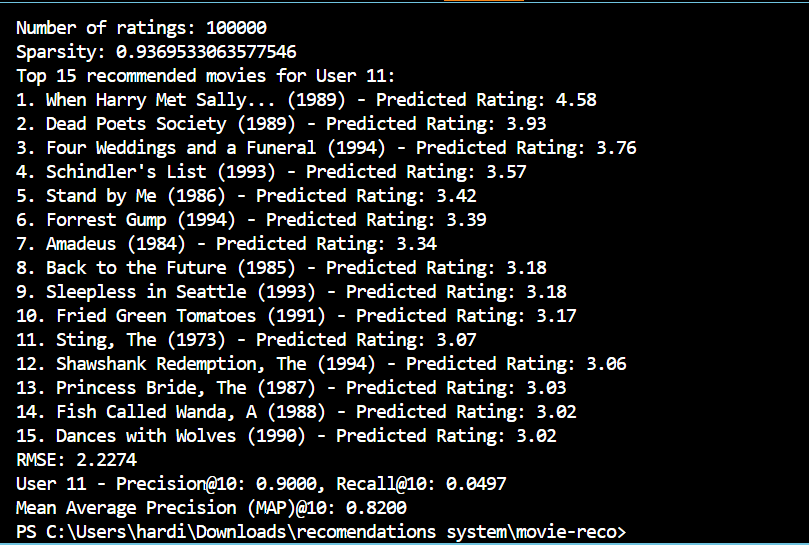 Number of ratings: 100000
Sparsity: 0.9369533063577546
Top 15 recommended movies for User 11:
1. When Harry Met Sally... (1989) - Predicted Rating: 4.58
2. Dead Poets Society (1989) - Predicted Rating: 3.93
3. Four Weddings and a Funeral (1994) - Predicted Rating: 3.76
4. Schindler's List (1993) - Predicted Rating: 3.57
5. Stand by Me (1986) - Predicted Rating: 3.42
6. Forrest Gump (1994) - Predicted Rating: 3.39
7. Amadeus (1984) - Predicted Rating: 3.34
8. Back to the Future (1985) - Predicted Rating: 3.18
9. Sleepless in Seattle (1993) - Predicted Rating: 3.18
10. Fried Green Tomatoes (1991) - Predicted Rating: 3.17
11. Sting, The (1973) - Predicted Rating: 3.07
12. Shawshank Redemption, The (1994) - Predicted Rating: 3.06
13. Princess Bride, The (1987) - Predicted Rating: 3.03
14. Fish Called Wanda, A (1988) - Predicted Rating: 3.02
15. Dances with Wolves (1990) - Predicted Rating: 3.02
RMSE: 2.2274
User 11 - Precision@10: 0.9000, Recall@10: 0.0497
Mean Average Precision (MAP)@10: 0.8200
PS C:\Users\hardi\Downloads\recomendations system\movie-reco>